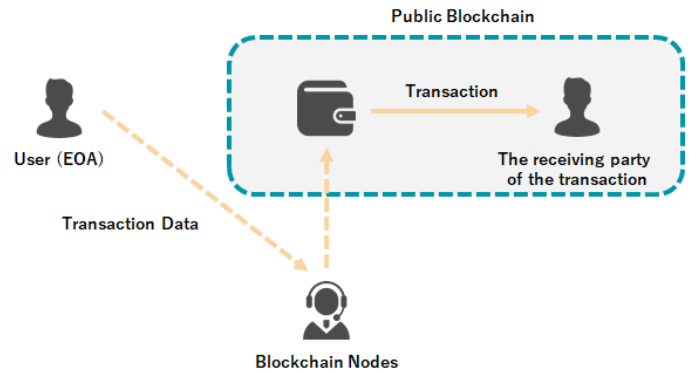 Public Blockchain
Transaction
User (EOA)
The receiving party
of the transaction
Transaction Data
Blockchain Nodes